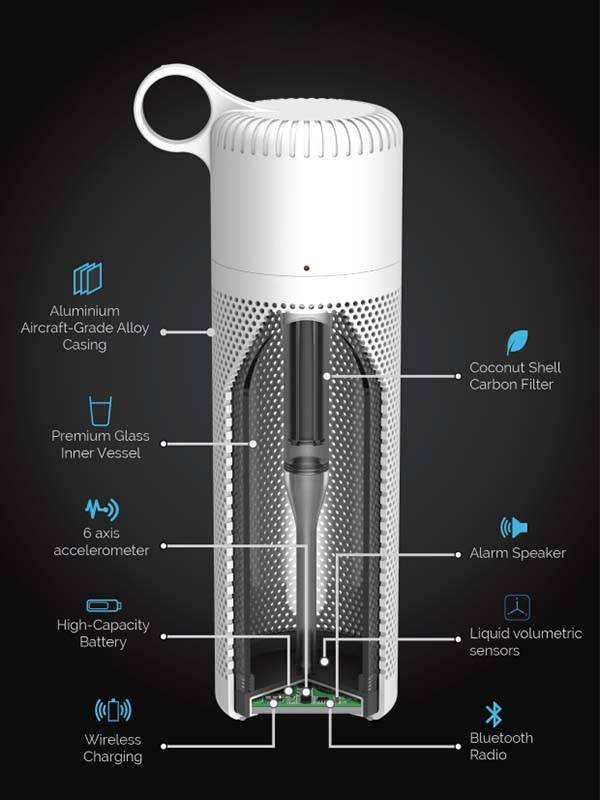 Aluminium
Aircraft-Grade Alloy
Casing
Coconut Shell
Carbon Filter
Premium Glass
Inner Vessel
6 axis
accelerometer
Alarm Speaker
High-Capacity
Battery
Liquid volumetric
sensors
Wireless
Charging
Bluetooth
Radio